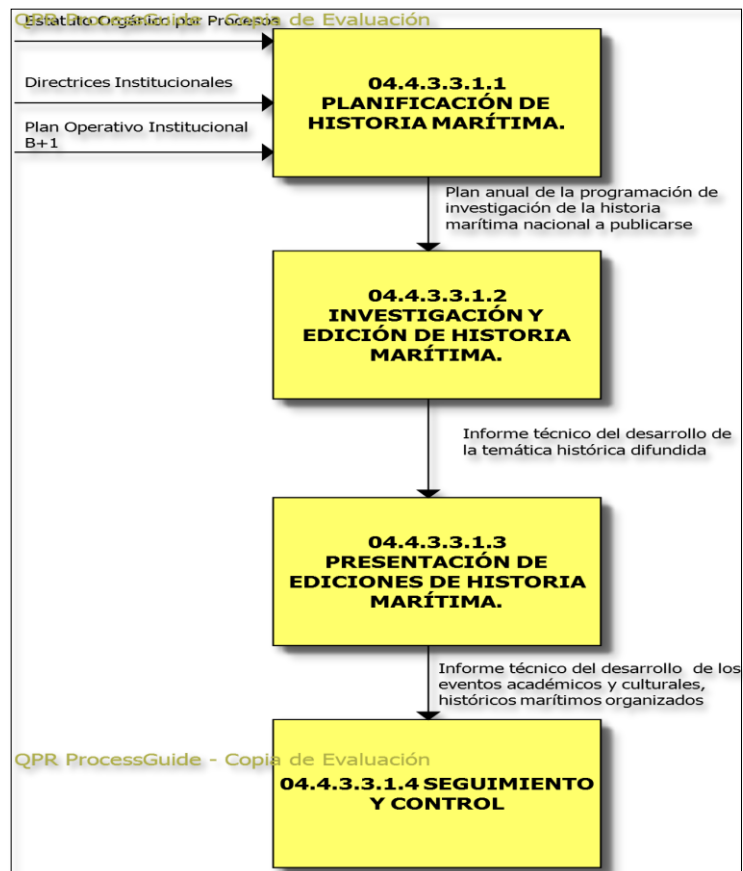 QPR ProcessGuide - Copia de Evaluación
Estatuto Orgánico por Procesos
Directrices Institucionales
Plan Operativo Institucional
B+1
04.4.3.3.1.1
PLANIFICACIÓN DE
HISTORIA MARÍTIMA.
Plan anual de la programación de
investigación de la historia
marítima nacional a publicarse
04.4.3.3.1.2
INVESTIGACIÓN Y
EDICIÓN DE HISTORIA
MARÍTIMA.
Informe técnico del desarrollo de
la temática histórica difundida
04.4.3.3.1.3
PRESENTACIÓN DE
EDICIONES DE HISTORIA
MARÍTIMA.
Informe técnico del desarrollo de los
eventos académicos y culturales,
históricos marítimos organizados
QPR ProcessGuide - Copia de Evaluación
04.4.3.3.1.4 SEGUIMIENTO
Y CONTROL